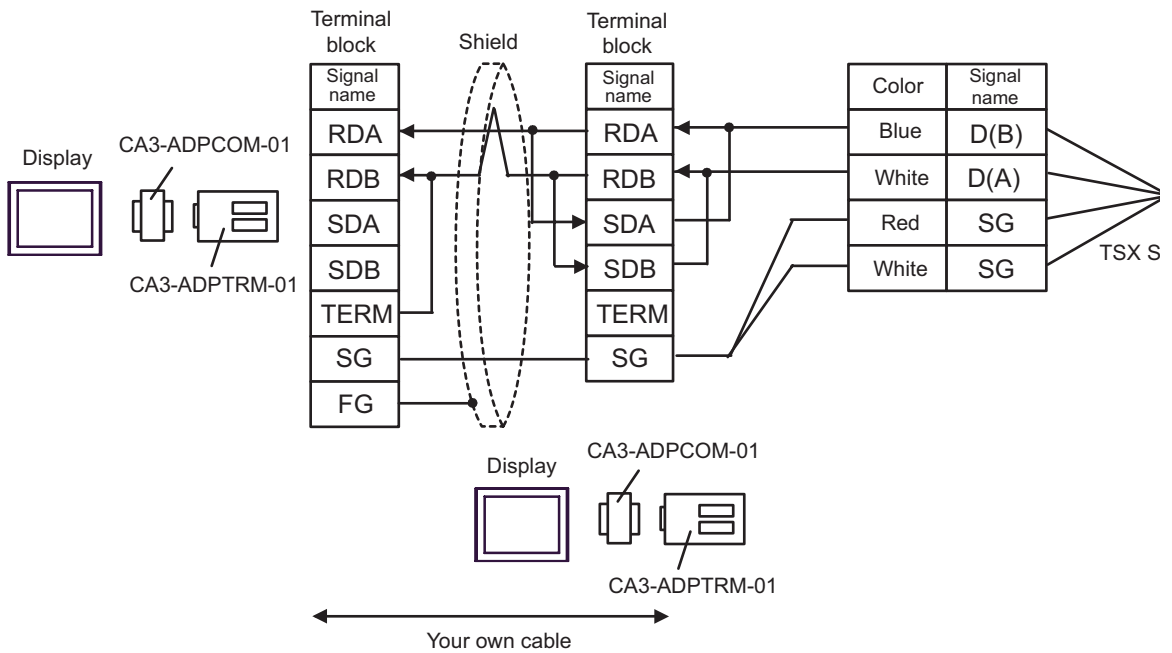 Terminal
block
Shield
Terminal
block
Signal
name
RDA
RDB
SDA
SDB
TERM
SG
FG
Signal
name
RDA
RDB
SDA
SDB
TERM
SG
Color
Signal
name
Blue
D(B)
White
D(A)
Red
SG
White
SG
TSX S
Display
CA3-ADPCOM-01
CA3-ADPTRM-01
Display
CA3-ADPCOM-01
CA3-ADPTRM-01
Your own cable